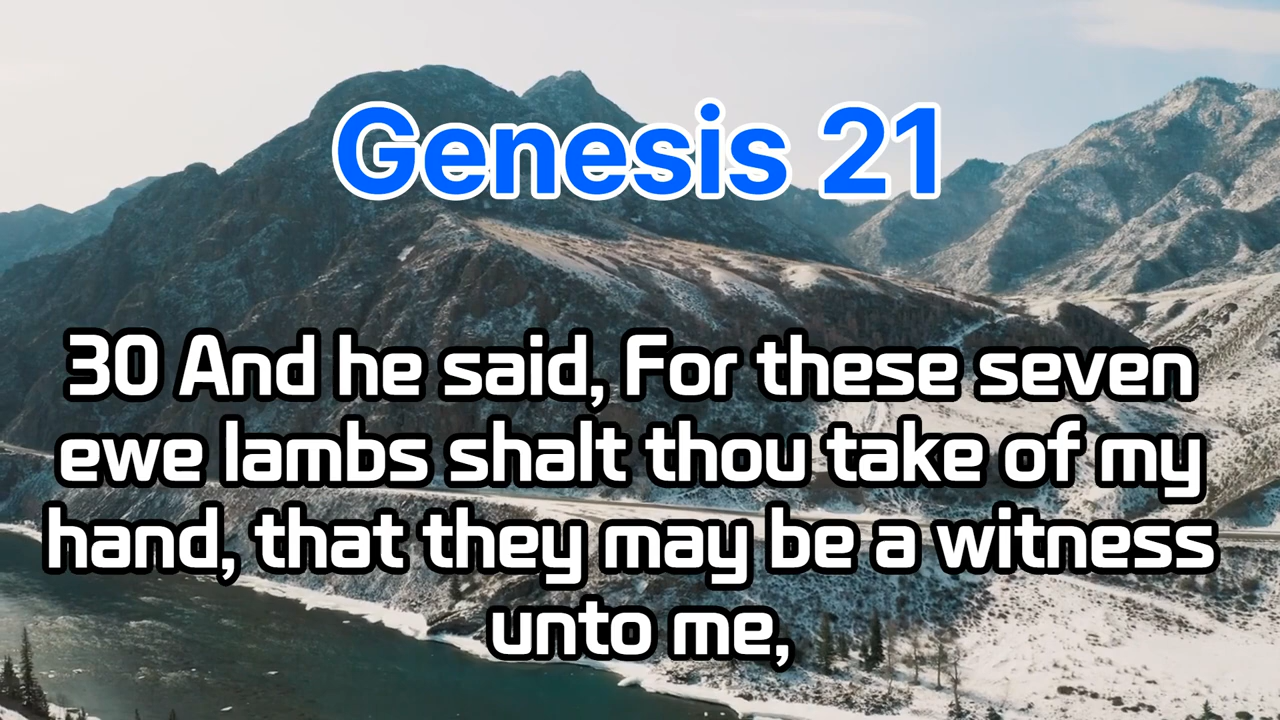 Genesis 21
30 And he said, For these seven
ewe lambs shalt thou take of my
hand, that they may be a witness
unto me,